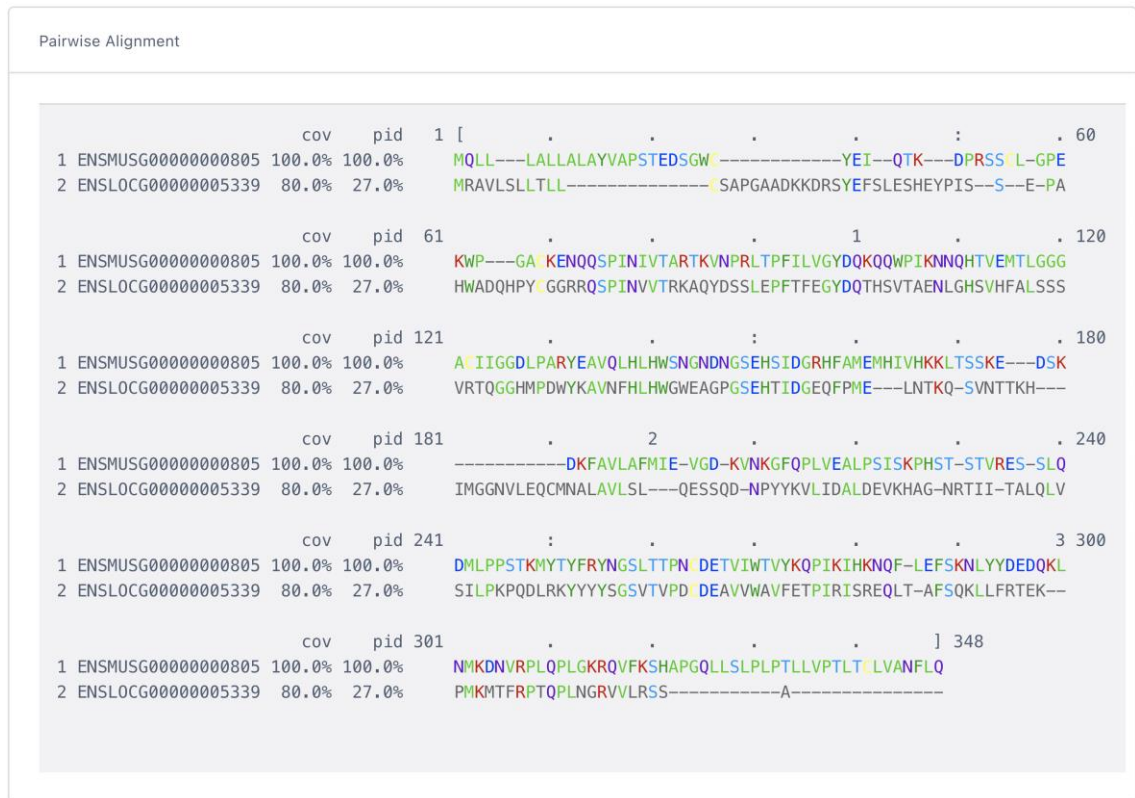 Pairwise Alignment
cov pid 1 [ . . . . : . 60
1 ENSMUSG00000000805 100.0% 100.0% MQLL---LALLALAYVAPSTEDSGWC------------YEI--QTK---DPRSSCL-GPE
2 ENSLOCG00000005339 80.0% 27.0% MRAVLSLLTLL--------------CSAPGAADKKDRSYEFSLESHEYPIS--S--E-PA
cov pid 61 . . . 1 . . 120
1 ENSMUSG00000000805 100.0% 100.0% KWP---GACKENQQSPINIVTARTKVNPRLTPFILVGYDQKQQWPIKNNQHTVEMTLGGG
2 ENSLOCG00000005339 80.0% 27.0% HWADQHPYCGGRRQSPINVVTRKAQYDSSLEPFTFEGYDQTHSVTAENLGHSVHFALSSS
cov pid 121 . . : . . . 180
1 ENSMUSG00000000805 100.0% 100.0% ACIIGGDLPARYEAVQLHLHWSNGNDNGSEHSIDGRHFAMEMHIVHKKLTSSKE---DSK
2 ENSLOCG00000005339 80.0% 27.0% VRTQGGHMPDWYKAVNFHLHWGWEAGPGSEHTIDGEQFPME---LNTKQ-SVNTTKH---
cov pid 181 . 2 . . . . 240
1 ENSMUSG00000000805 100.0% 100.0% -----------DKFAVLAFMIE-VGD-KVNKGFQPLVEALPSISKPHST-STVRES-SLQ
2 ENSLOCG00000005339 80.0% 27.0% IMGGNVLEQCMNALAVLSL---QESSQD-NPYYKVLIDALDEVKHAG-NRTII-TALQLV
cov pid 241 : . . . . 3 300
1 ENSMUSG00000000805 100.0% 100.0% DMLPPSTKMYTYFRYNGSLTTPNCDETVIWTVYKQPIKIHKNQF-LEFSKNLYYDEDQKL
2 ENSLOCG00000005339 80.0% 27.0% SILPKPQDLRKYYYYSGSVTVPDCDEAVVWAVFETPIRISREQLT-AFSQKLLFRTEK--
cov pid 301 . . . . ] 348
1 ENSMUSG00000000805 100.0% 100.0% NMKDNVRPLQPLGKRQVFKSHAPGQLLSLPLPTLLVPTLTCLVANFLQ
2 ENSLOCG00000005339 80.0% 27.0% PMKMTFRPTQPLNGRVVLRSS-----------A---------------